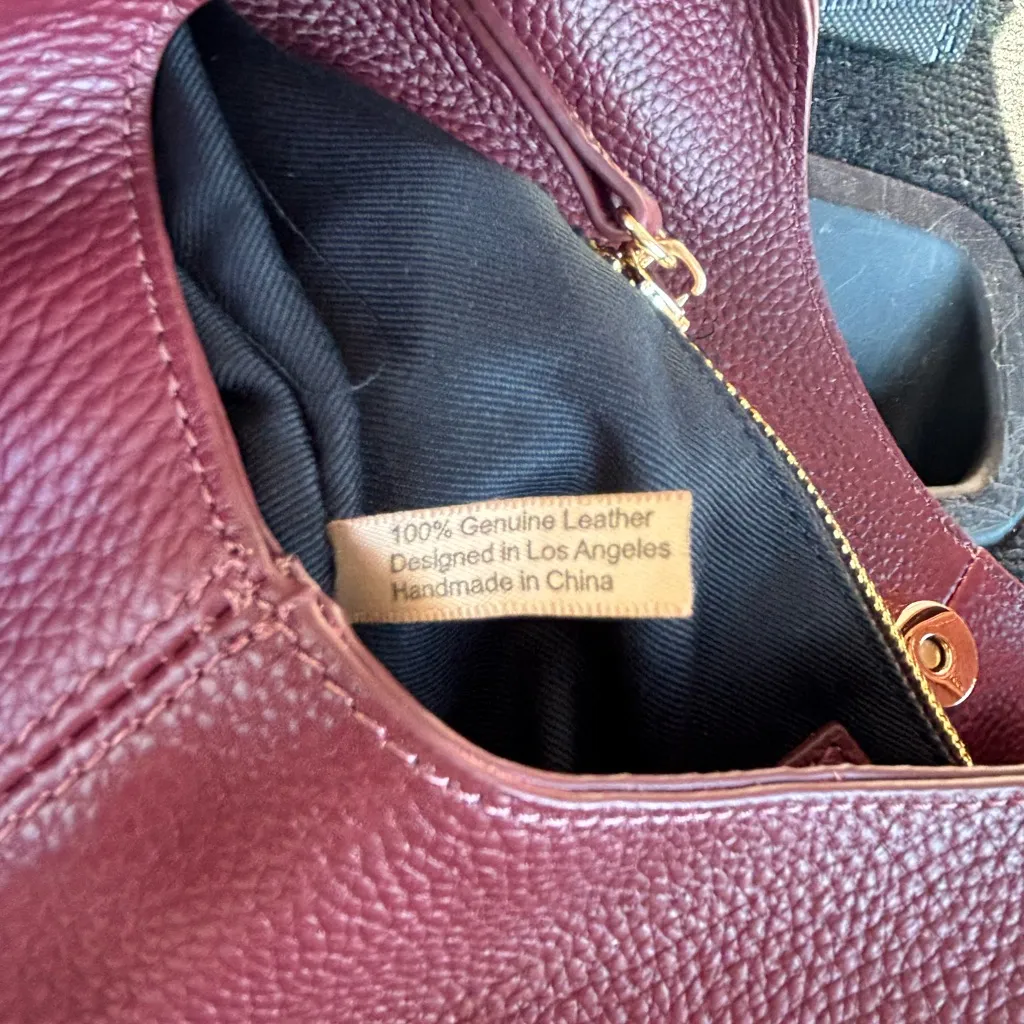 100% Genuine Leather
Designed in Los Angeles
Handmade in China